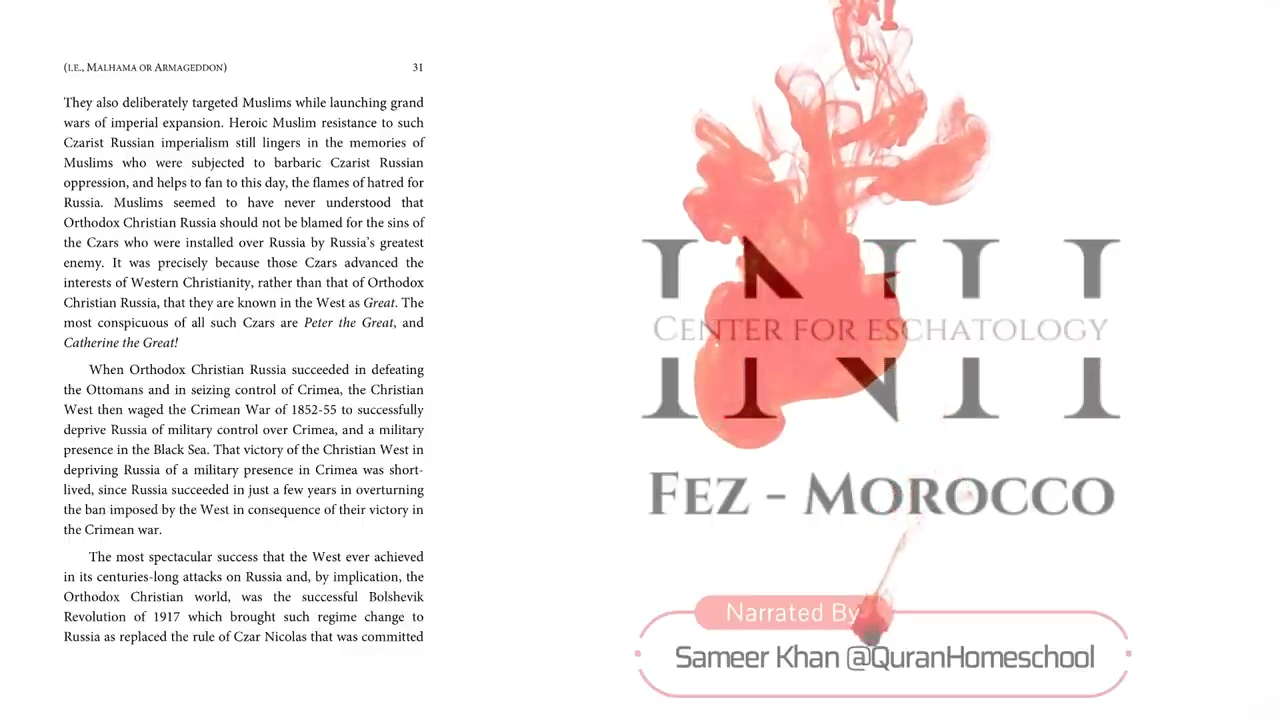 (I.E., MALHAMA OR ARMAGEDDON) 31
They also deliberately targeted Muslims while launching grand
wars of imperial expansion. Heroic Muslim resistance to such
Czarist Russian imperialism still lingers in the memories of
Muslims who were subjected to barbaric Czarist Russian
oppression, and helps to fan to this day, the flames of hatred for
Russia. Muslims seemed to have never understood that
Orthodox Christian Russia should not be blamed for the sins of
the Czars who were installed over Russia by Russia's greatest
enemy. It was precisely because those Czars advanced the
interests of Western Christianity, rather than that of Orthodox
Christian Russia, that they are known in the West as Great. The
most conspicuous of all such Czars are Peter the Great, and
Catherine the Great!
When Orthodox Christian Russia succeeded in defeating
the Ottomans and in seizing control of Crimea, the Christian
West then waged the Crimean War of 1852-55 to successfully
deprive Russia of military control over Crimea, and a military
presence in the Black Sea. That victory of the Christian West in
depriving Russia of a military presence in Crimea was short-
lived, since Russia succeeded in just a few years in overturning
the ban imposed by the West in consequence of their victory in
the Crimean war.
The most spectacular success that the West ever achieved
in its centuries-long attacks on Russia and, by implication, the
Orthodox Christian world, was the successful Bolshevik
Revolution of 1917 which brought such regime change to
Russia as replaced the rule of Czar Nicolas that was committed
INIH
CENTER FOR ESCHATOLOGY
FEZ - MOROCCO
Narrated By
Sameer Khan @QuranHomeschool